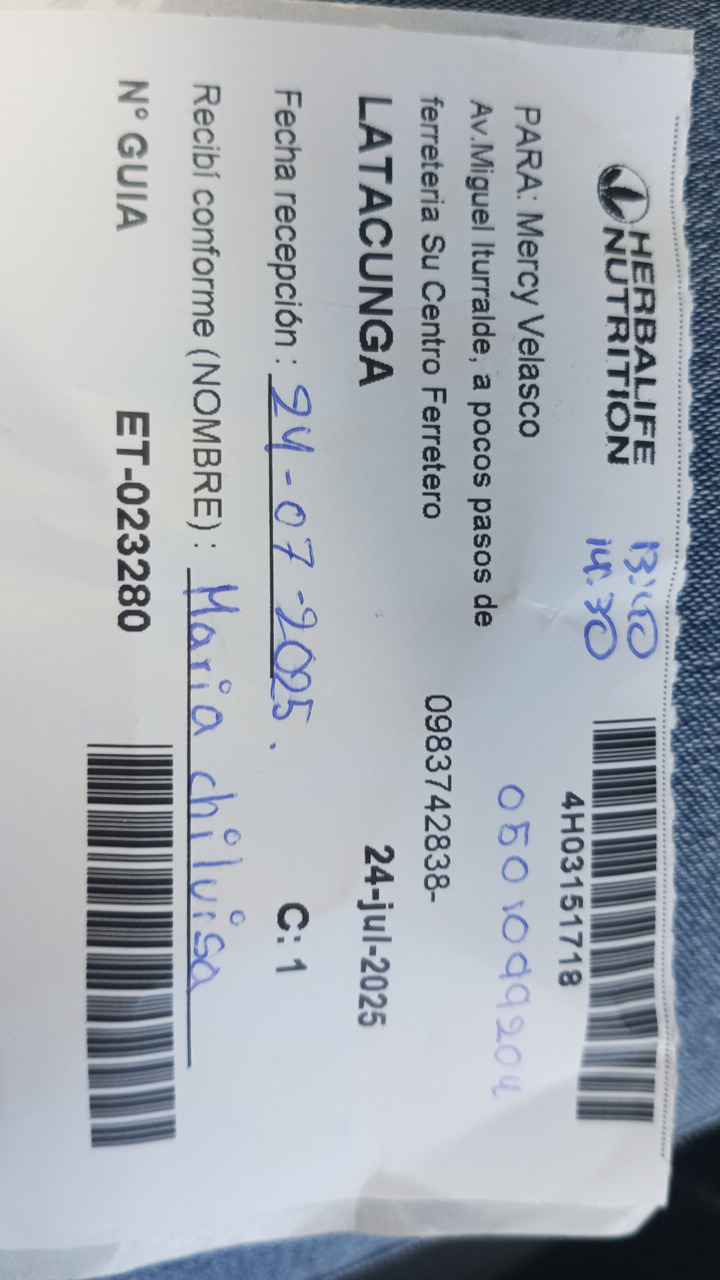 HERBALIFE
NUTRITION
13:40
14:30
4H03151718
PARA: Mercy Velasco
0501099204
Av.Miguel Iturralde, a pocos pasos de
ferreteria Su Centro Ferretero 0983742838-
LATACUNGA 24-jul-2025
Fecha recepción : 24-07-2025. C: 1
Recibí conforme (NOMBRE) : Maria chiluisa
N° GUIA ET-023280